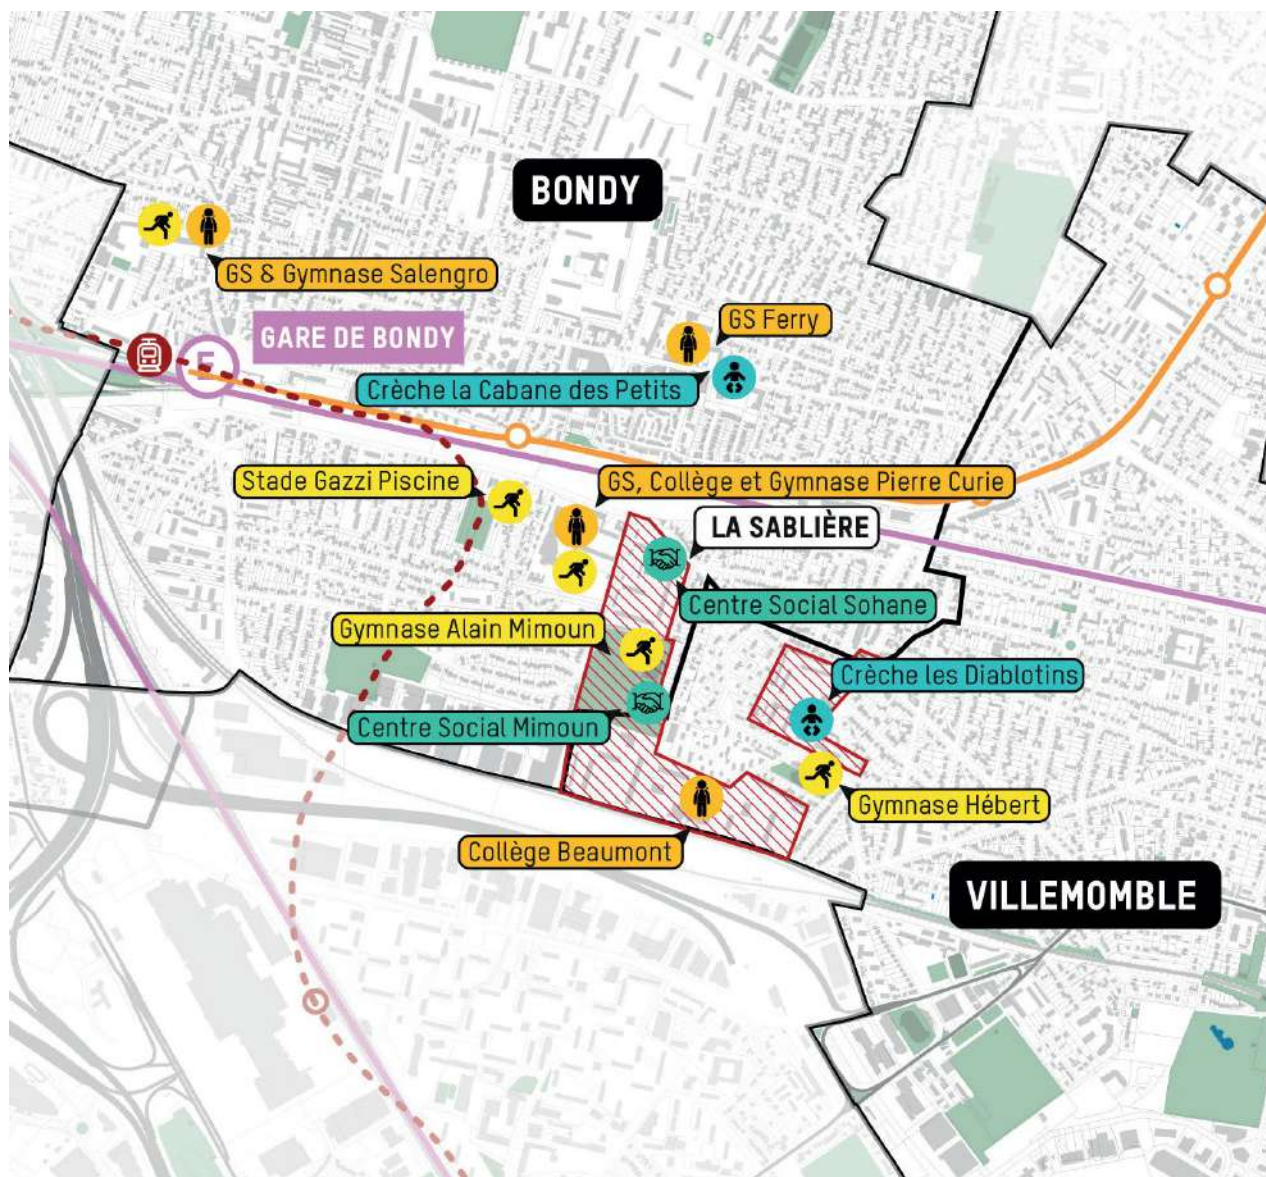 BONDY
GS & Gymnase Salengro
GARE DE BONDY
E
GS Ferry
Crèche la Cabane des Petits
Stade Gazzi Piscine
GS, Collège et Gymnase Pierre Curie
LA SABLIÈRE
Centre Social Sohane
Gymnase Alain Mimoun
Crèche les Diablotins
Centre Social Mimoun
Gymnase Hébert
Collège Beaumont
VILLEMOMBLE